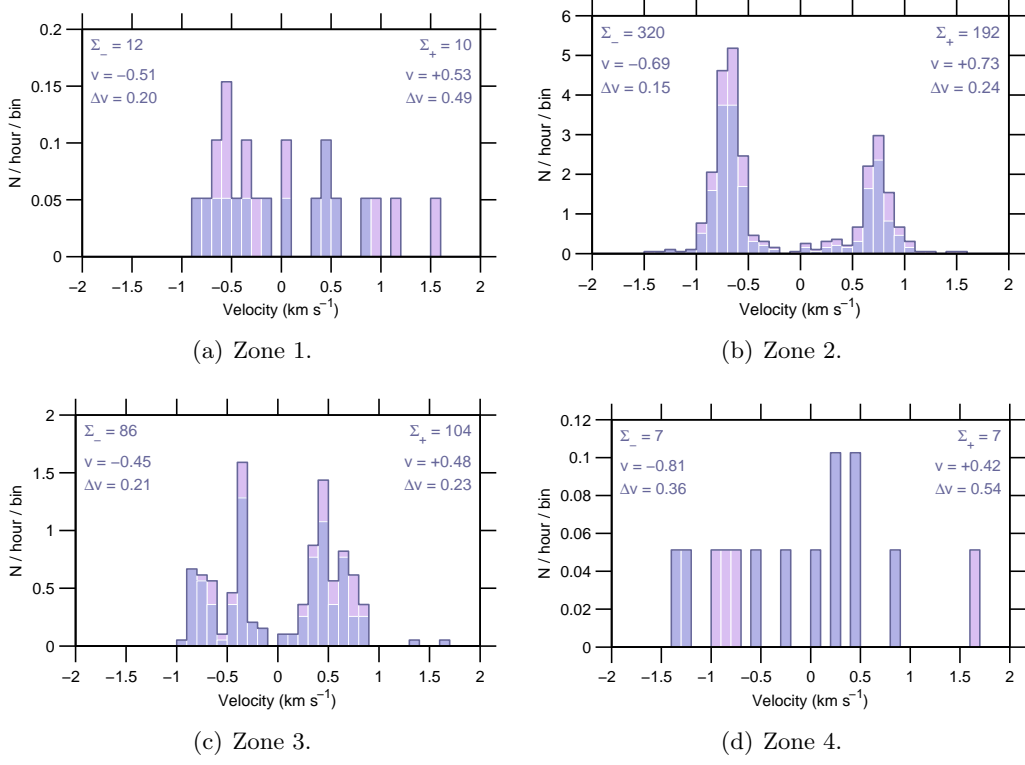 Σ₋ = 12
v = −0.51
Δv = 0.20
Σ₊ = 10
v = +0.53
Δv = 0.49
N / hour / bin
0.2
0.15
0.1
0.05
0
−2 −1.5 −1 −0.5 0 0.5 1 1.5 2
Velocity (km s⁻¹)
(a) Zone 1.
Σ₋ = 320
v = −0.69
Δv = 0.15
Σ₊ = 192
v = +0.73
Δv = 0.24
N / hour / bin
6
5
4
3
2
1
0
−2 −1.5 −1 −0.5 0 0.5 1 1.5 2
Velocity (km s⁻¹)
(b) Zone 2.
Σ₋ = 86
v = −0.45
Δv = 0.21
Σ₊ = 104
v = +0.48
Δv = 0.23
N / hour / bin
2
1.5
1
0.5
0
−2 −1.5 −1 −0.5 0 0.5 1 1.5 2
Velocity (km s⁻¹)
(c) Zone 3.
Σ₋ = 7
v = −0.81
Δv = 0.36
Σ₊ = 7
v = +0.42
Δv = 0.54
N / hour / bin
0.12
0.1
0.08
0.06
0.04
0.02
0
−2 −1.5 −1 −0.5 0 0.5 1 1.5 2
Velocity (km s⁻¹)
(d) Zone 4.